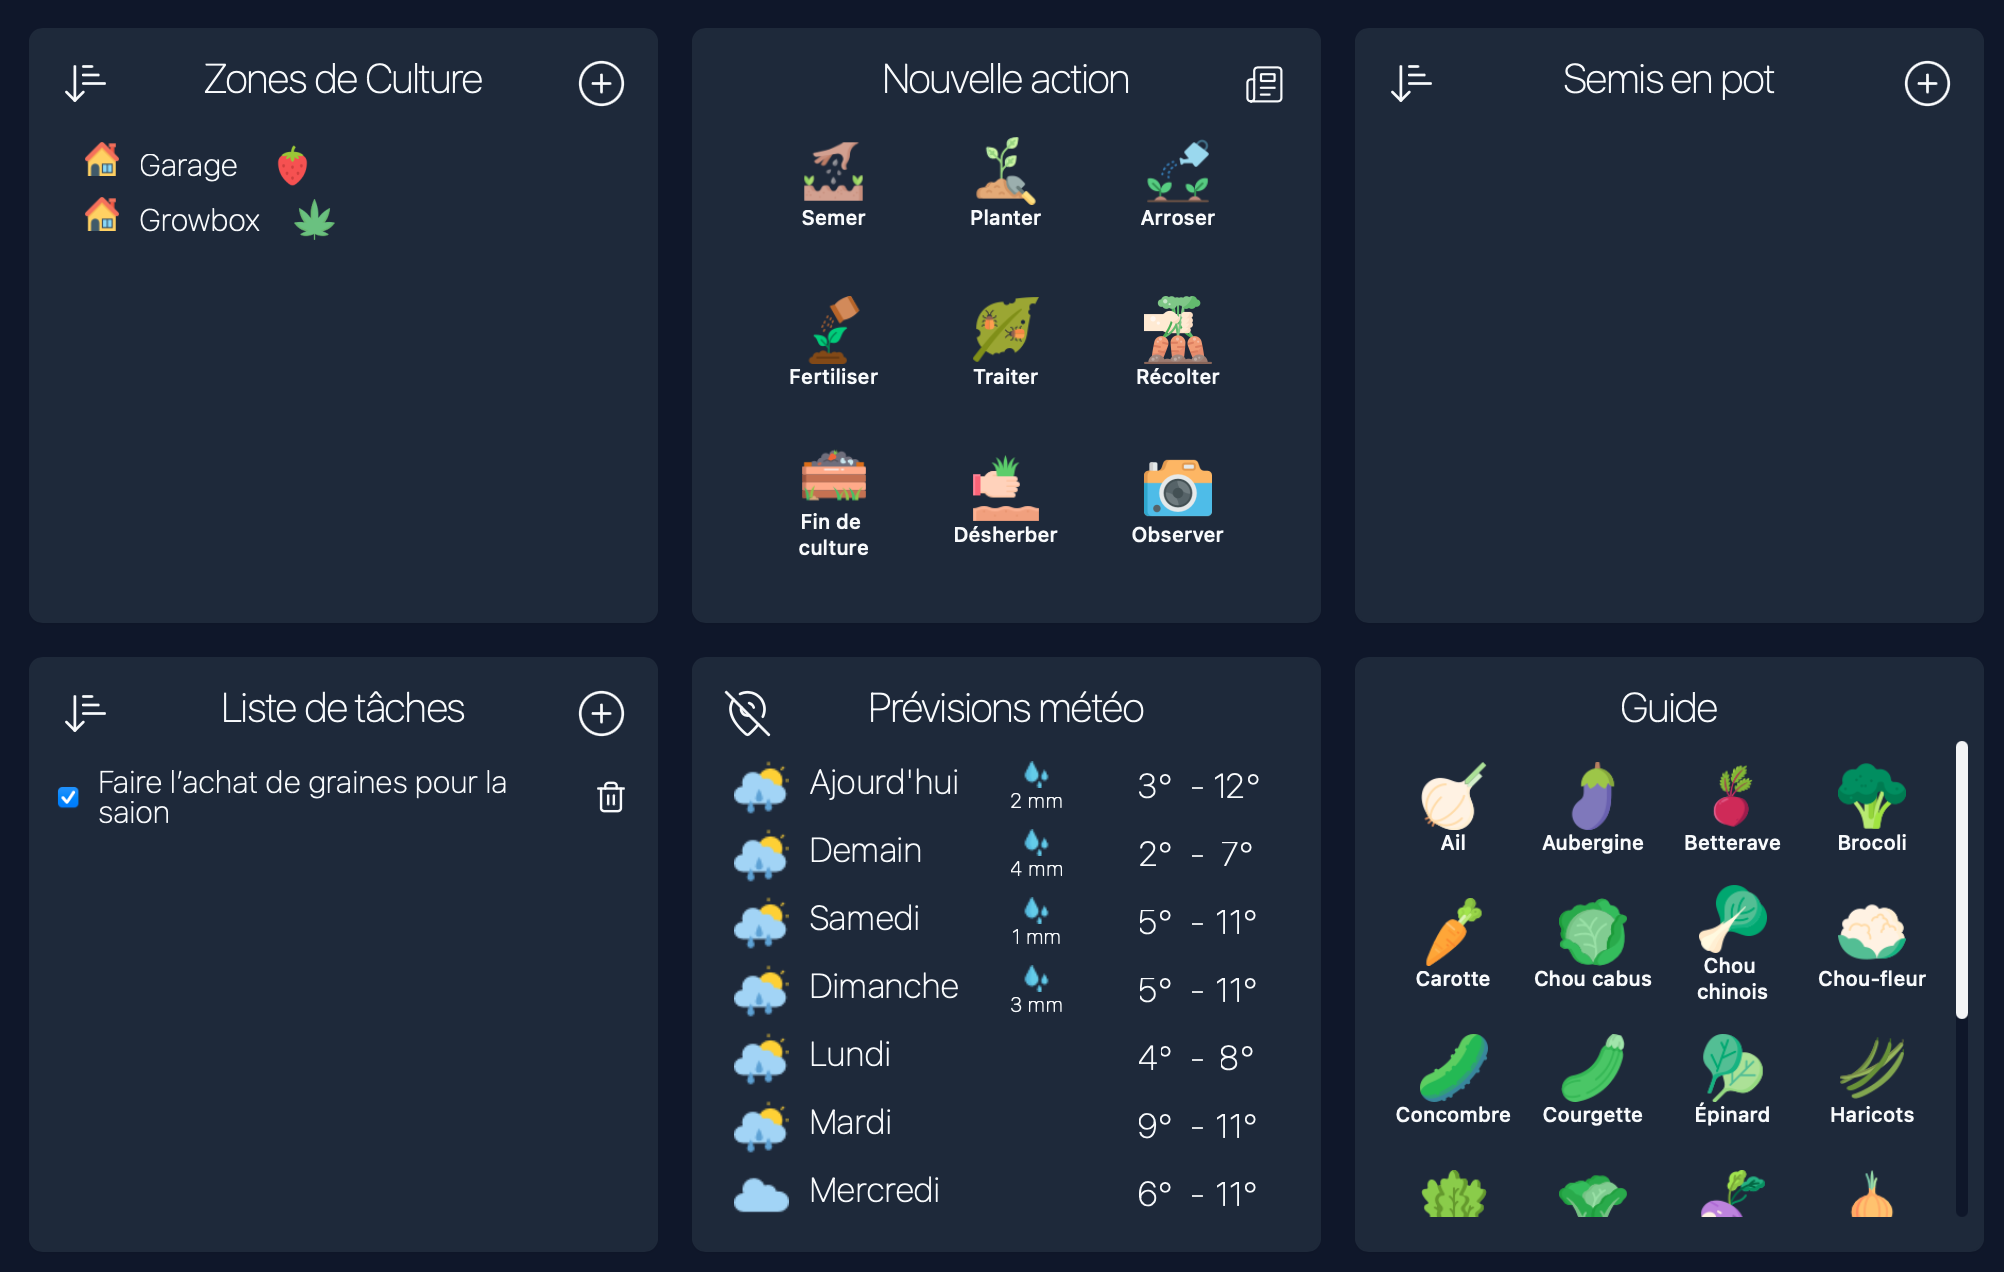 Zones de Culture
Garage
Growbox
Nouvelle action
Semer
Planter
Arroser
Fertiliser
Traiter
Récolter
Fin de
culture
Désherber
Observer
Semis en pot
Liste de tâches
Faire l'achat de graines pour la
saion
Prévisions météo
Ajourd'hui 2 mm 3° - 12°
Demain 4 mm 2° - 7°
Samedi 1 mm 5° - 11°
Dimanche 3 mm 5° - 11°
Lundi 4° - 8°
Mardi 9° - 11°
Mercredi 6° - 11°
Guide
Ail
Aubergine
Betterave
Brocoli
Carotte
Chou cabus
Chou
chinois
Chou-fleur
Concombre
Courgette
Épinard
Haricots